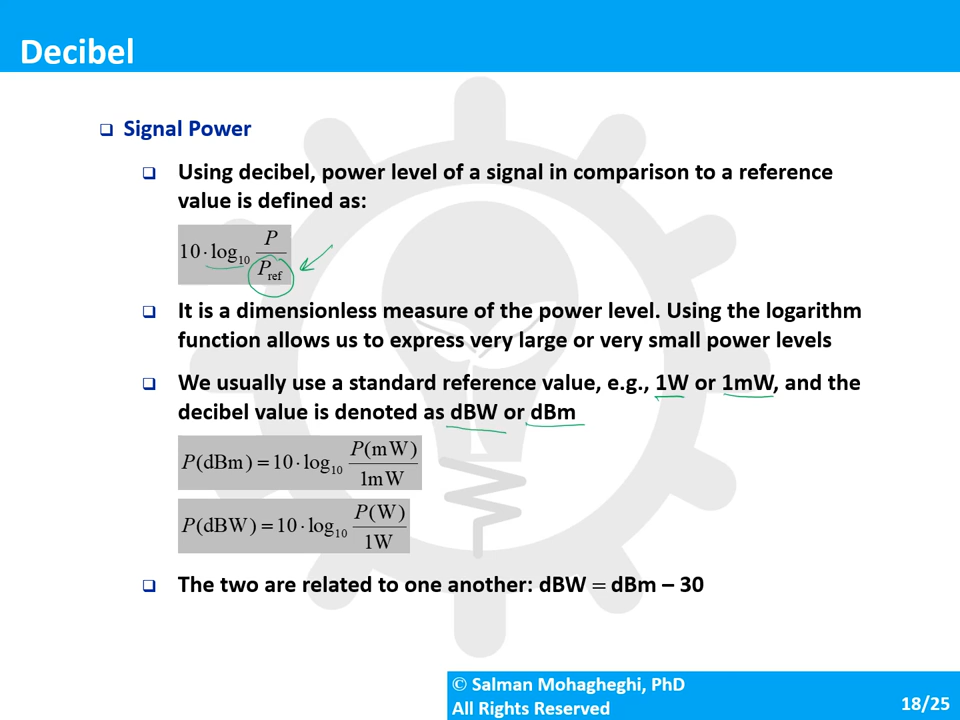 Decibel
❑ Signal Power
❑ Using decibel, power level of a signal in comparison to a reference
value is defined as:
10 · log₁₀ P / P_ref
❑ It is a dimensionless measure of the power level. Using the logarithm
function allows us to express very large or very small power levels
❑ We usually use a standard reference value, e.g., 1W or 1mW, and the
decibel value is denoted as dBW or dBm
P(dBm) = 10 · log₁₀ P(mW) / 1mW
P(dBW) = 10 · log₁₀ P(W) / 1W
❑ The two are related to one another: dBW = dBm – 30
© Salman Mohagheghi, PhD
All Rights Reserved
18/25